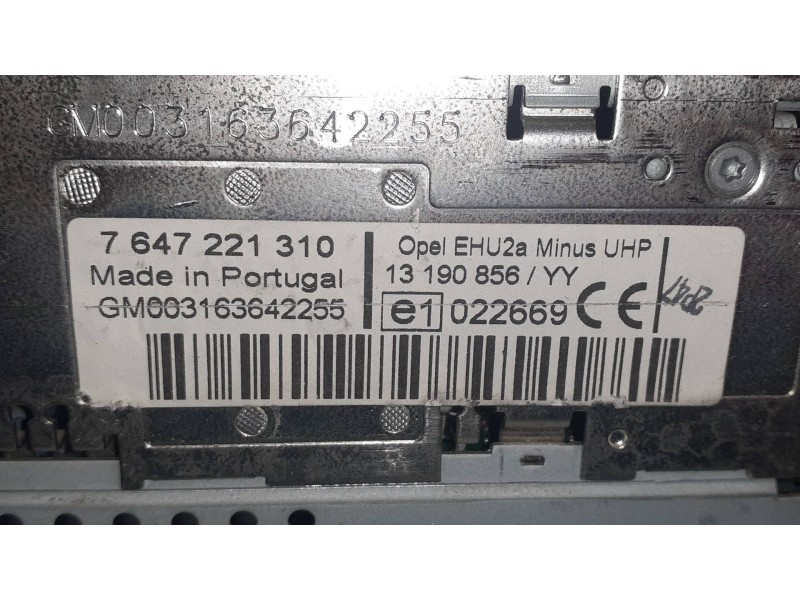 GM003163642255
7 647 221 310
Made in Portugal
GM003163642255
Opel EHU2a Minus UHP
13 190 856 / YY
e1 022669 CE